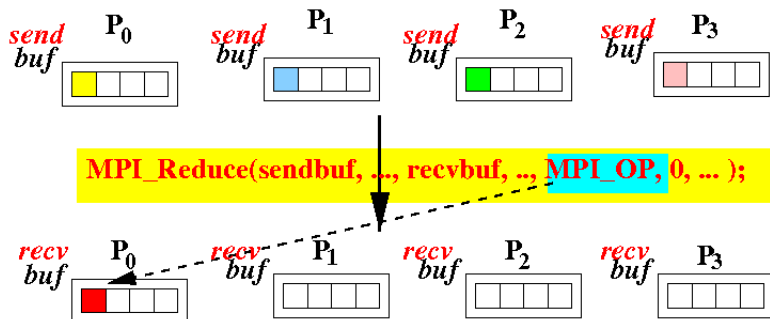 send buf P0 send buf P1 send buf P2 send buf P3
MPI_Reduce(sendbuf, ..., recvbuf, .., MPI_OP, 0, ... );
recv buf P0 recv buf P1 recv buf P2 recv buf P3